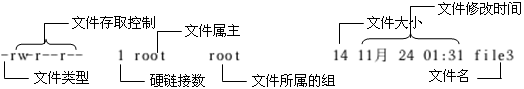 文件修改时间
文件存取控制 文件属主 文件大小
-rw-r--r-- 1 root root 14 11月 24 01:31 file3
文件类型 硬链接数 文件所属的组 文件名